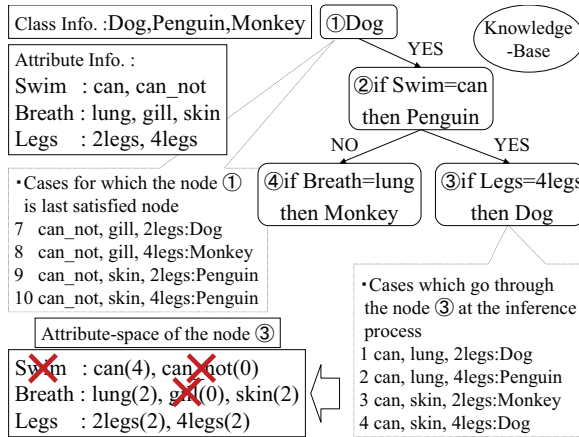 Class Info. :Dog,Penguin,Monkey
①Dog
Knowledge
-Base
Attribute Info. :
Swim : can, can_not
Breath : lung, gill, skin
Legs : 2legs, 4legs
YES
②if Swim=can
then Penguin
NO
YES
④if Breath=lung
then Monkey
③if Legs=4legs
then Dog
・Cases for which the node ①
is last satisfied node
7 can_not, gill, 2legs:Dog
8 can_not, gill, 4legs:Monkey
9 can_not, skin, 2legs:Penguin
10 can_not, skin, 4legs:Penguin
・Cases which go through
the node ③ at the inference
process
1 can, lung, 2legs:Dog
2 can, lung, 4legs:Penguin
3 can, skin, 2legs:Monkey
4 can, skin, 4legs:Dog
Attribute-space of the node ③
Swim : can(4), can_not(0)
Breath : lung(2), gill(0), skin(2)
Legs : 2legs(2), 4legs(2)